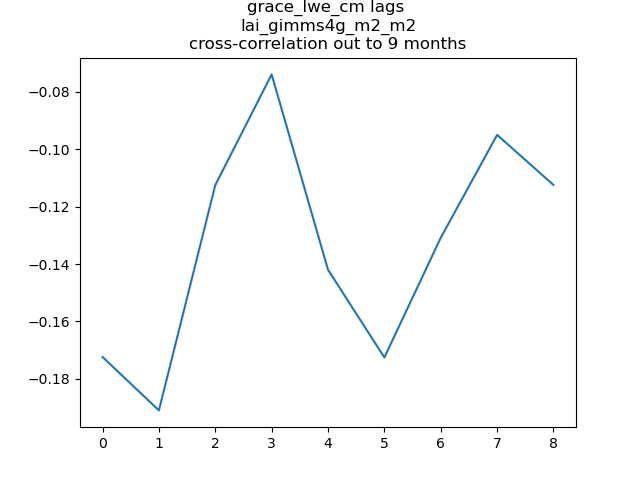 grace_lwe_cm lags
lai_gimms4g_m2_m2
cross-correlation out to 9 months
−0.08
−0.10
−0.12
−0.14
−0.16
−0.18
0 1 2 3 4 5 6 7 8